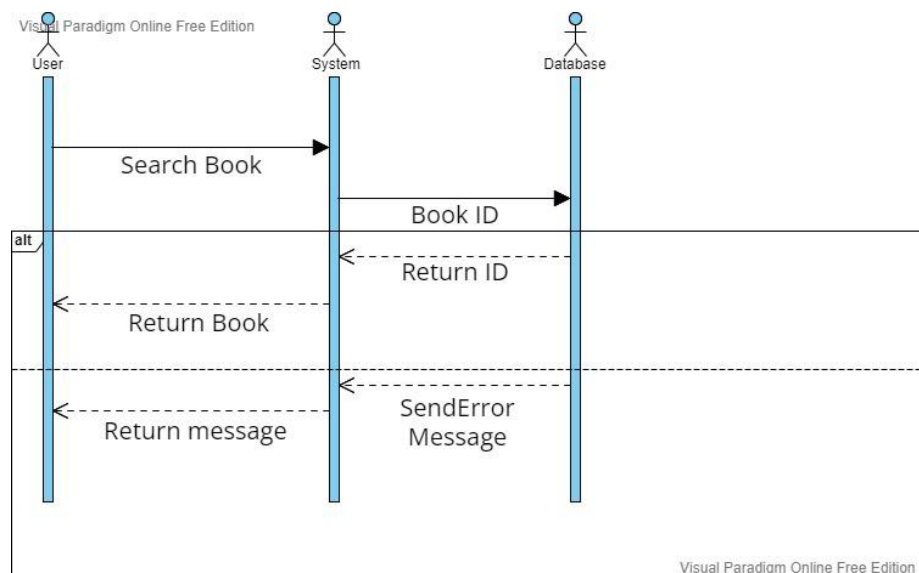 Visual Paradigm Online Free Edition
User
System
Database
Search Book
Book ID
alt
Return ID
Return Book
SendError
Message
Return message
Visual Paradigm Online Free Edition